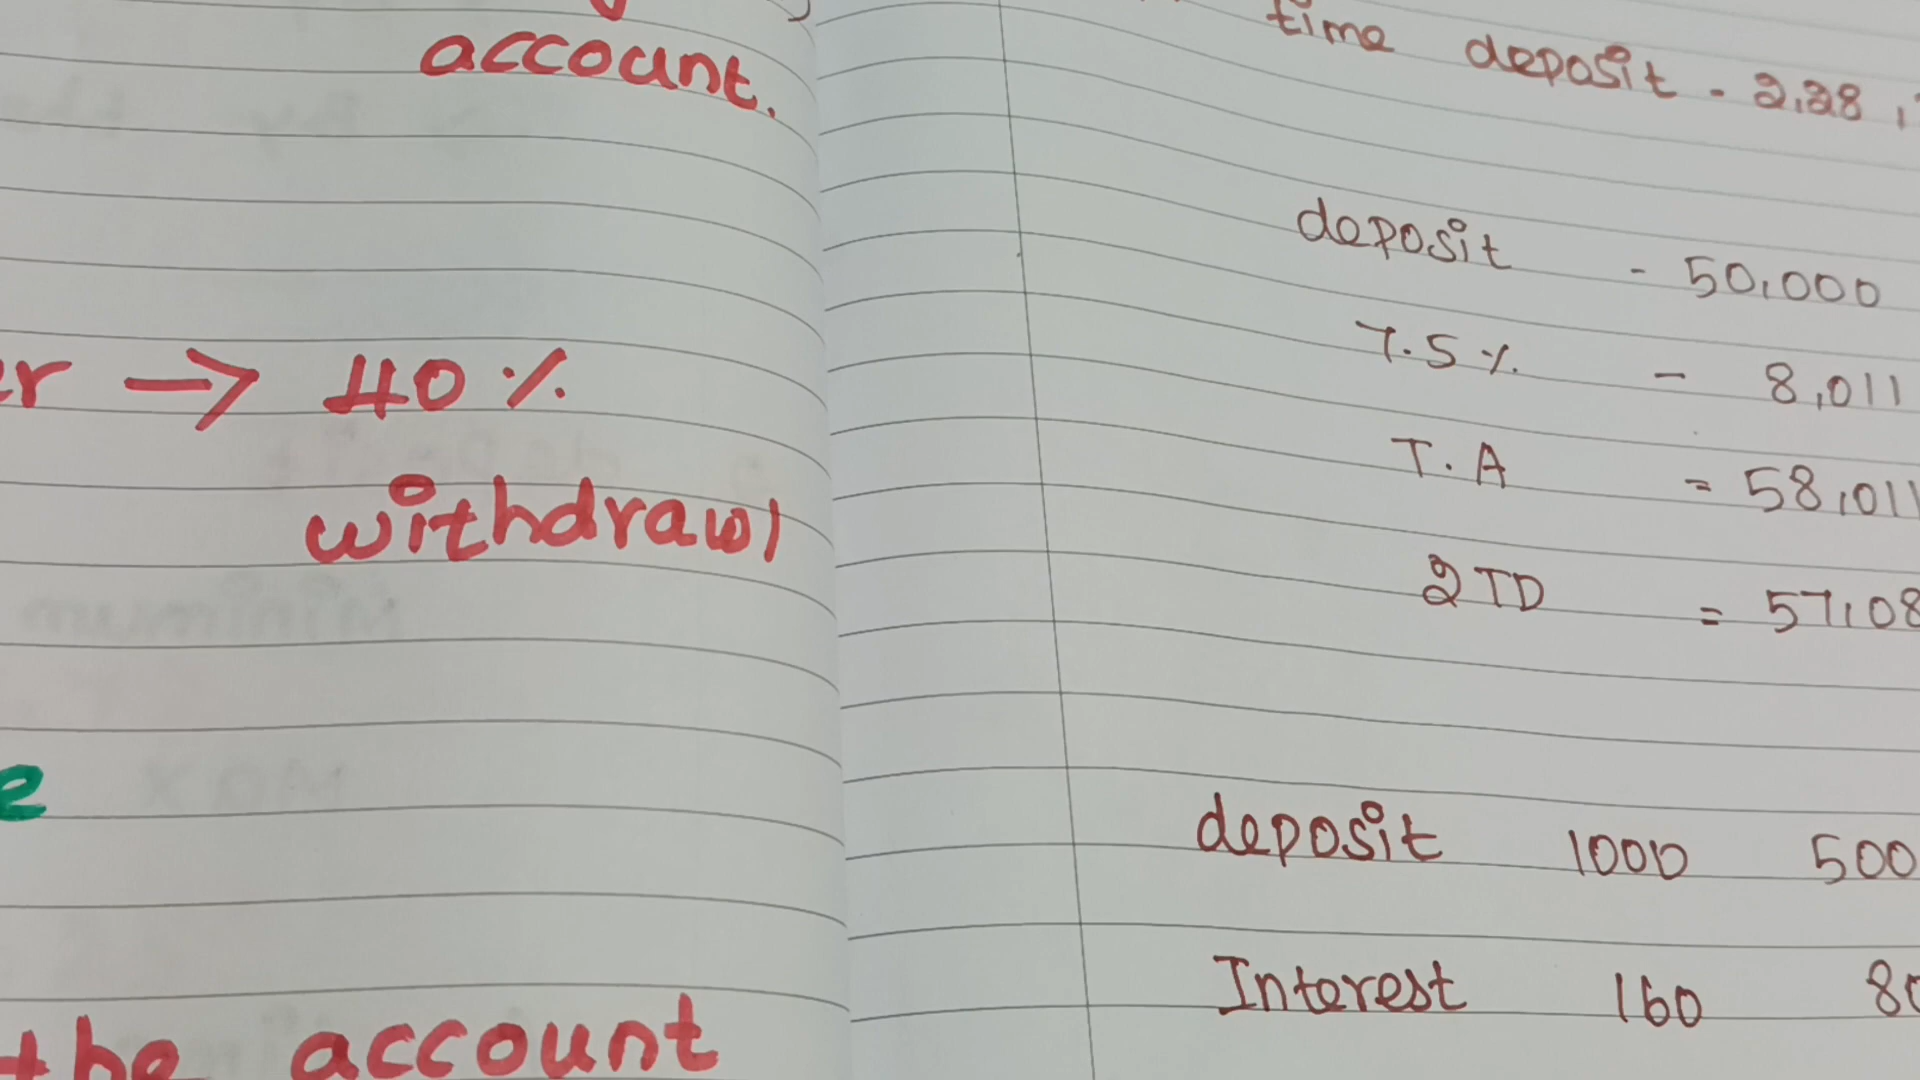 account.
→ 40%
withdrawl
the account
time deposit - 2,28,
deposit - 50,000
7.5% - 8,011
T.A = 58,011
2TD = 57,08
deposit 1000 500
Interest 160 80